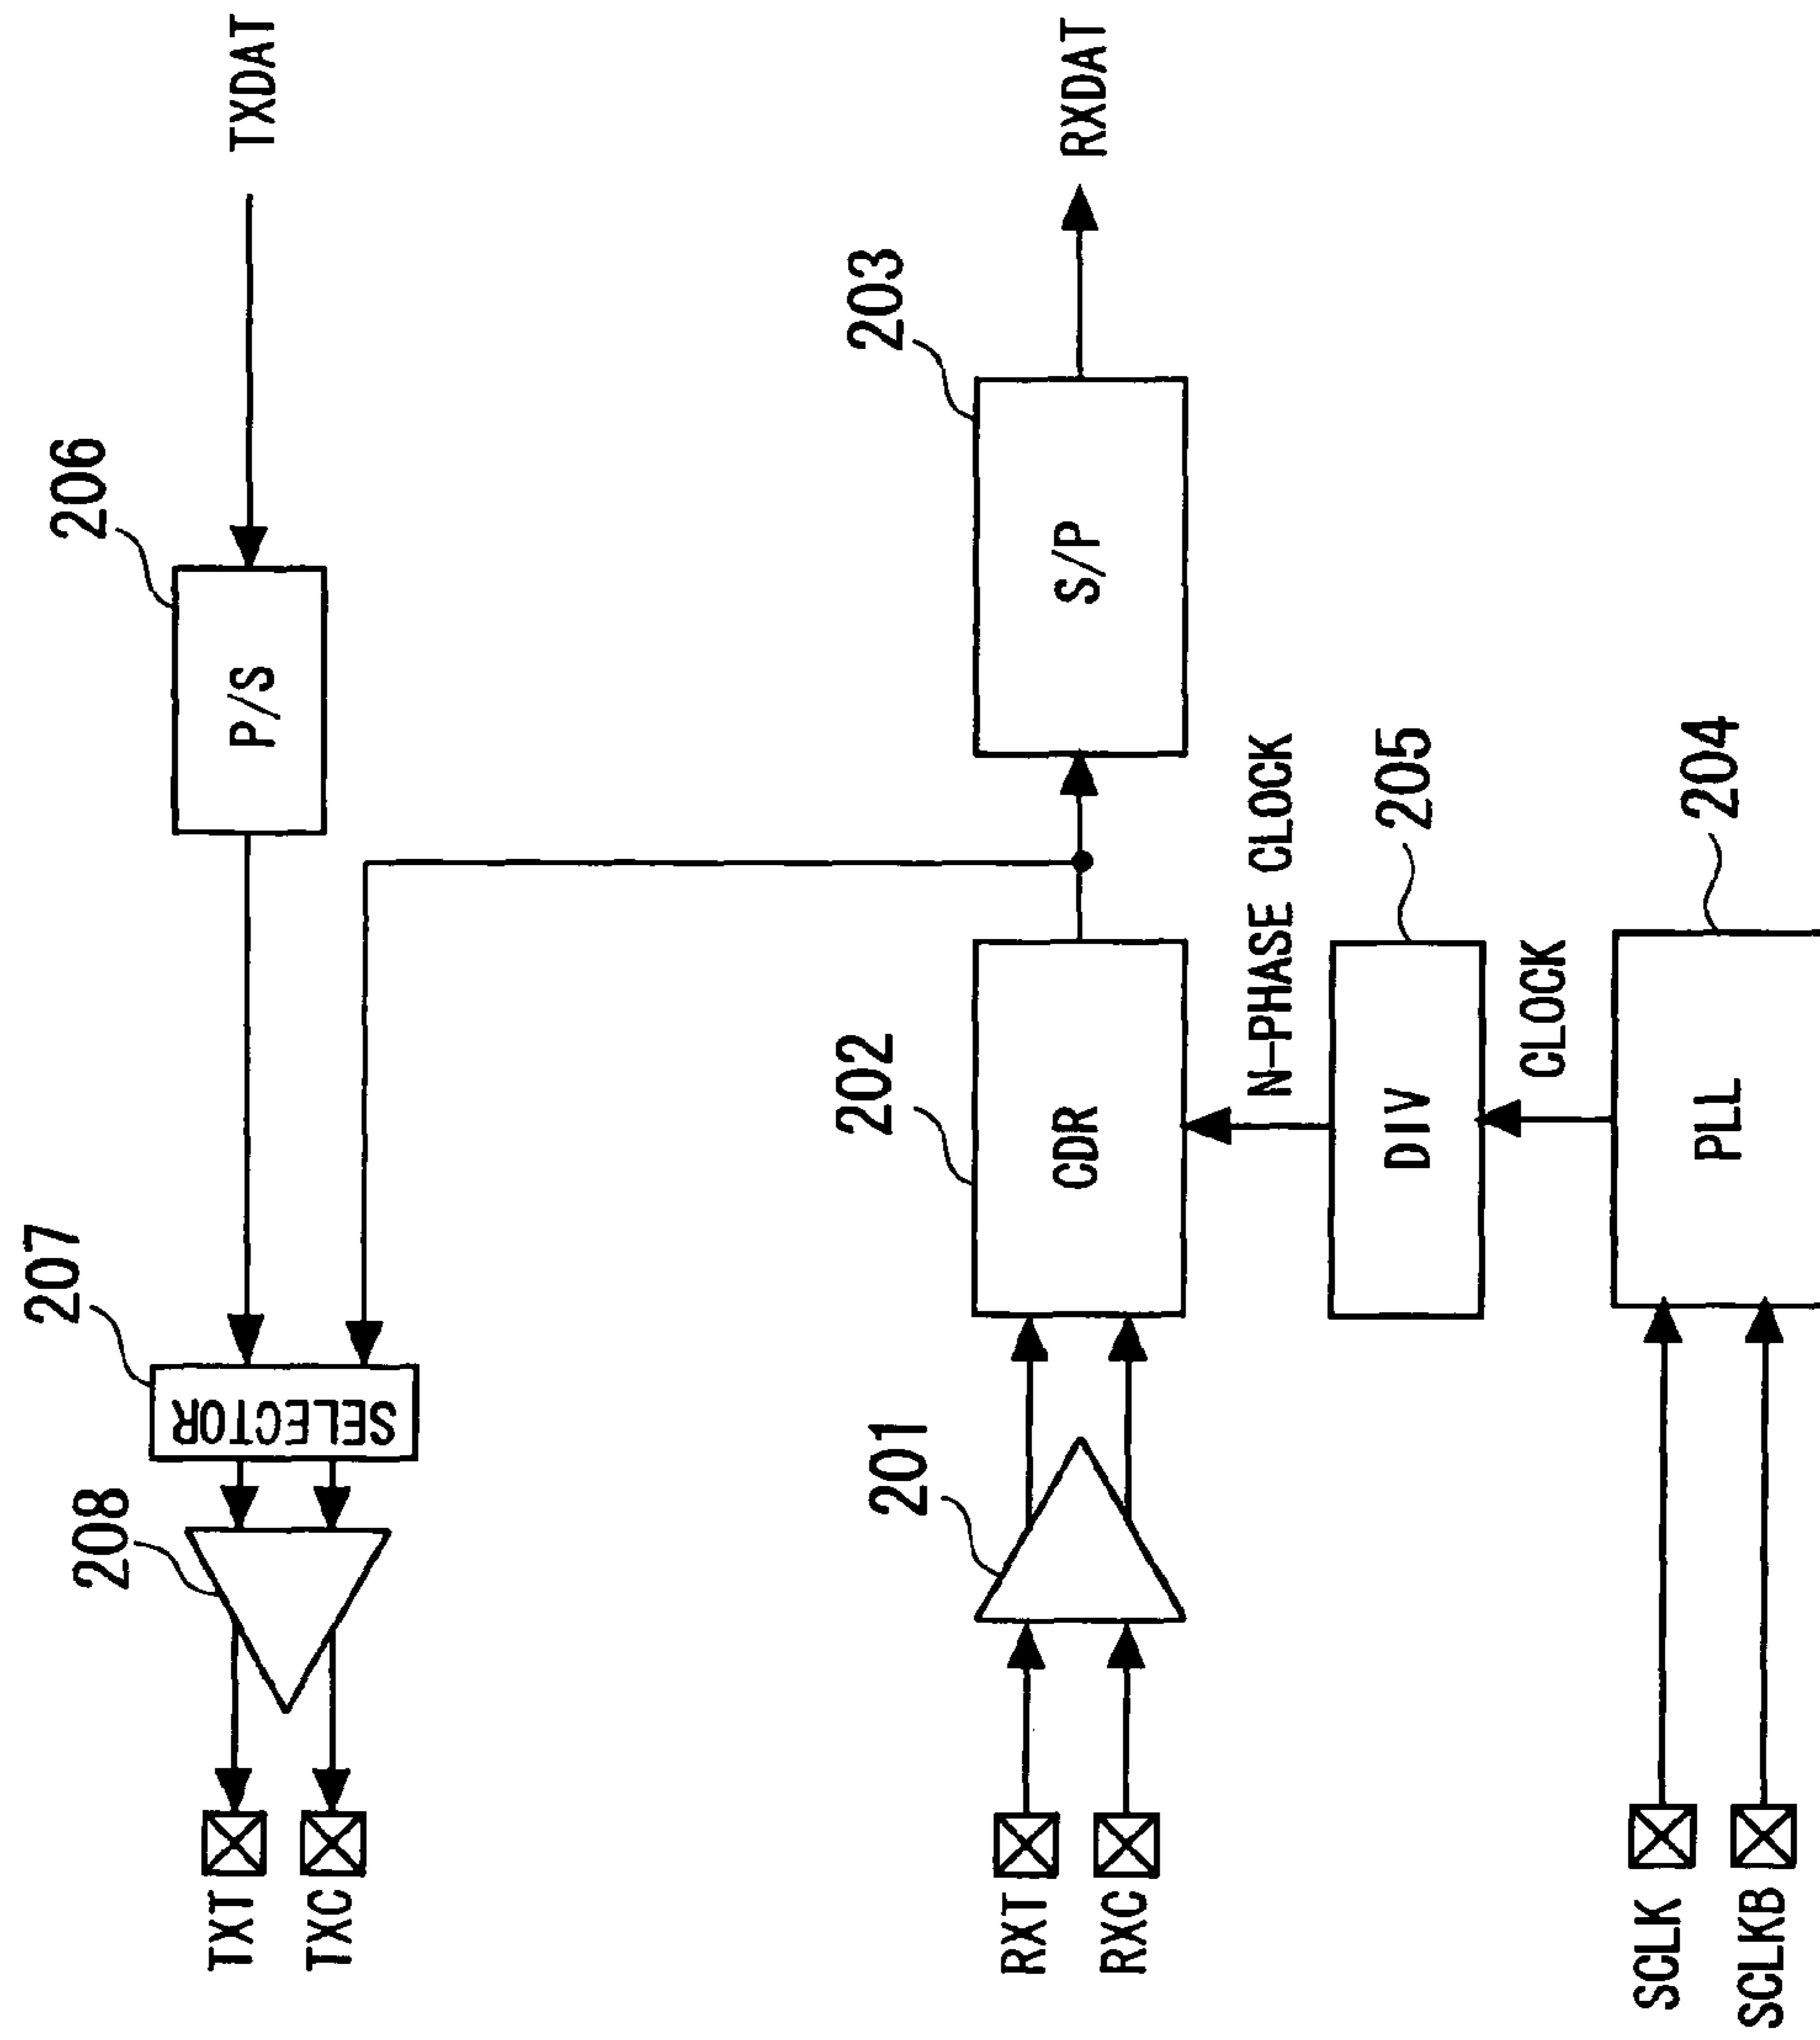 TXT
TXC
208
207
SELECTOR
206
P/S
TXDAT
RXT
RXC
201
202
CDR
203
S/P
RXDAT
N-PHASE CLOCK
205
DIV
CLOCK
204
PLL
SCLK
SCLKB